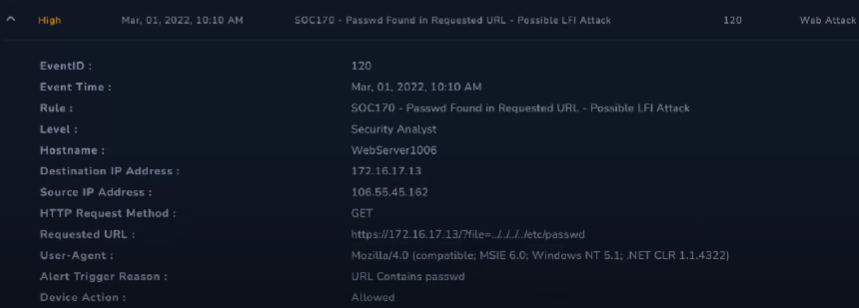 High Mar, 01, 2022, 10:10 AM SOC170 - Passwd Found in Requested URL - Possible LFI Attack 120 Web Attack
EventID : 120
Event Time : Mar, 01, 2022, 10:10 AM
Rule : SOC170 - Passwd Found in Requested URL - Possible LFI Attack
Level : Security Analyst
Hostname : WebServer1006
Destination IP Address : 172.16.17.13
Source IP Address : 106.55.45.162
HTTP Request Method : GET
Requested URL : https://172.16.17.13/?file=../../../../etc/passwd
User-Agent : Mozilla/4.0 (compatible; MSIE 6.0; Windows NT 5.1; .NET CLR 1.1.4322)
Alert Trigger Reason : URL Contains passwd
Device Action : Allowed